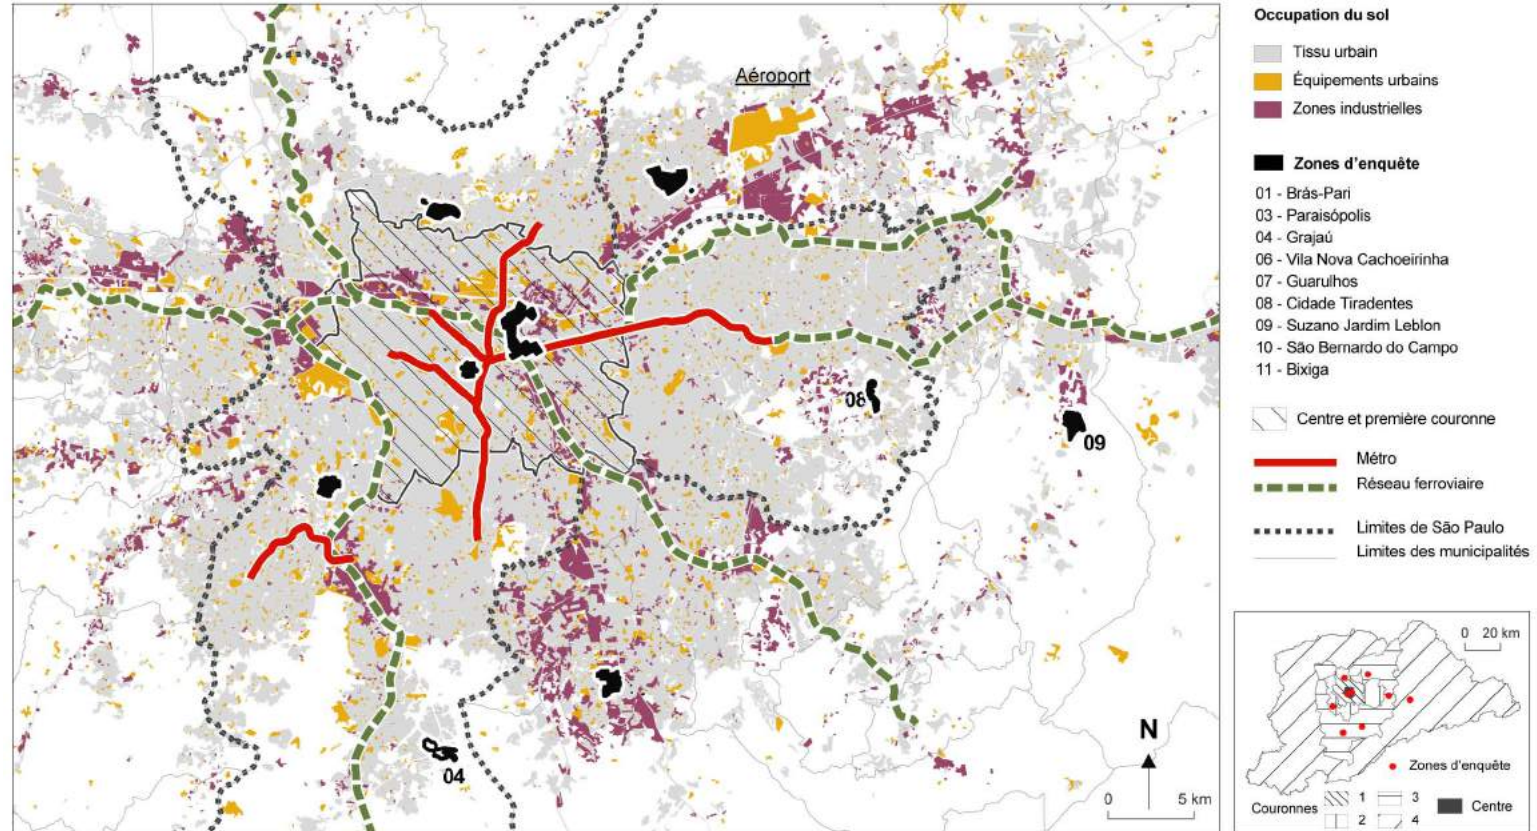 Aéroport
08
09
04
N
0 5 km
Occupation du sol
Tissu urbain
Équipements urbains
Zones industrielles
Zones d'enquête
01 - Brás-Pari
03 - Paraisópolis
04 - Grajaú
06 - Vila Nova Cachoeirinha
07 - Guarulhos
08 - Cidade Tiradentes
09 - Suzano Jardim Leblon
10 - São Bernardo do Campo
11 - Bixiga
Centre et première couronne
Métro
Réseau ferroviaire
Limites de São Paulo
Limites des municipalités
0 20 km
Zones d'enquête
Couronnes 1 3 Centre
2 4